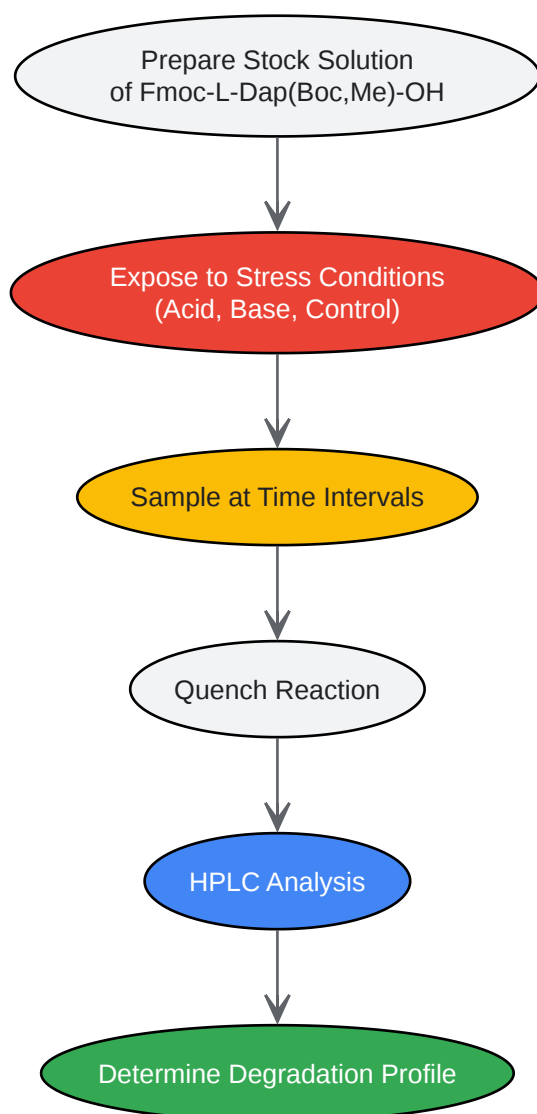 Prepare Stock Solution
of Fmoc-L-Dap(Boc,Me)-OH
Expose to Stress Conditions
(Acid, Base, Control)
Sample at Time Intervals
Quench Reaction
HPLC Analysis
Determine Degradation Profile